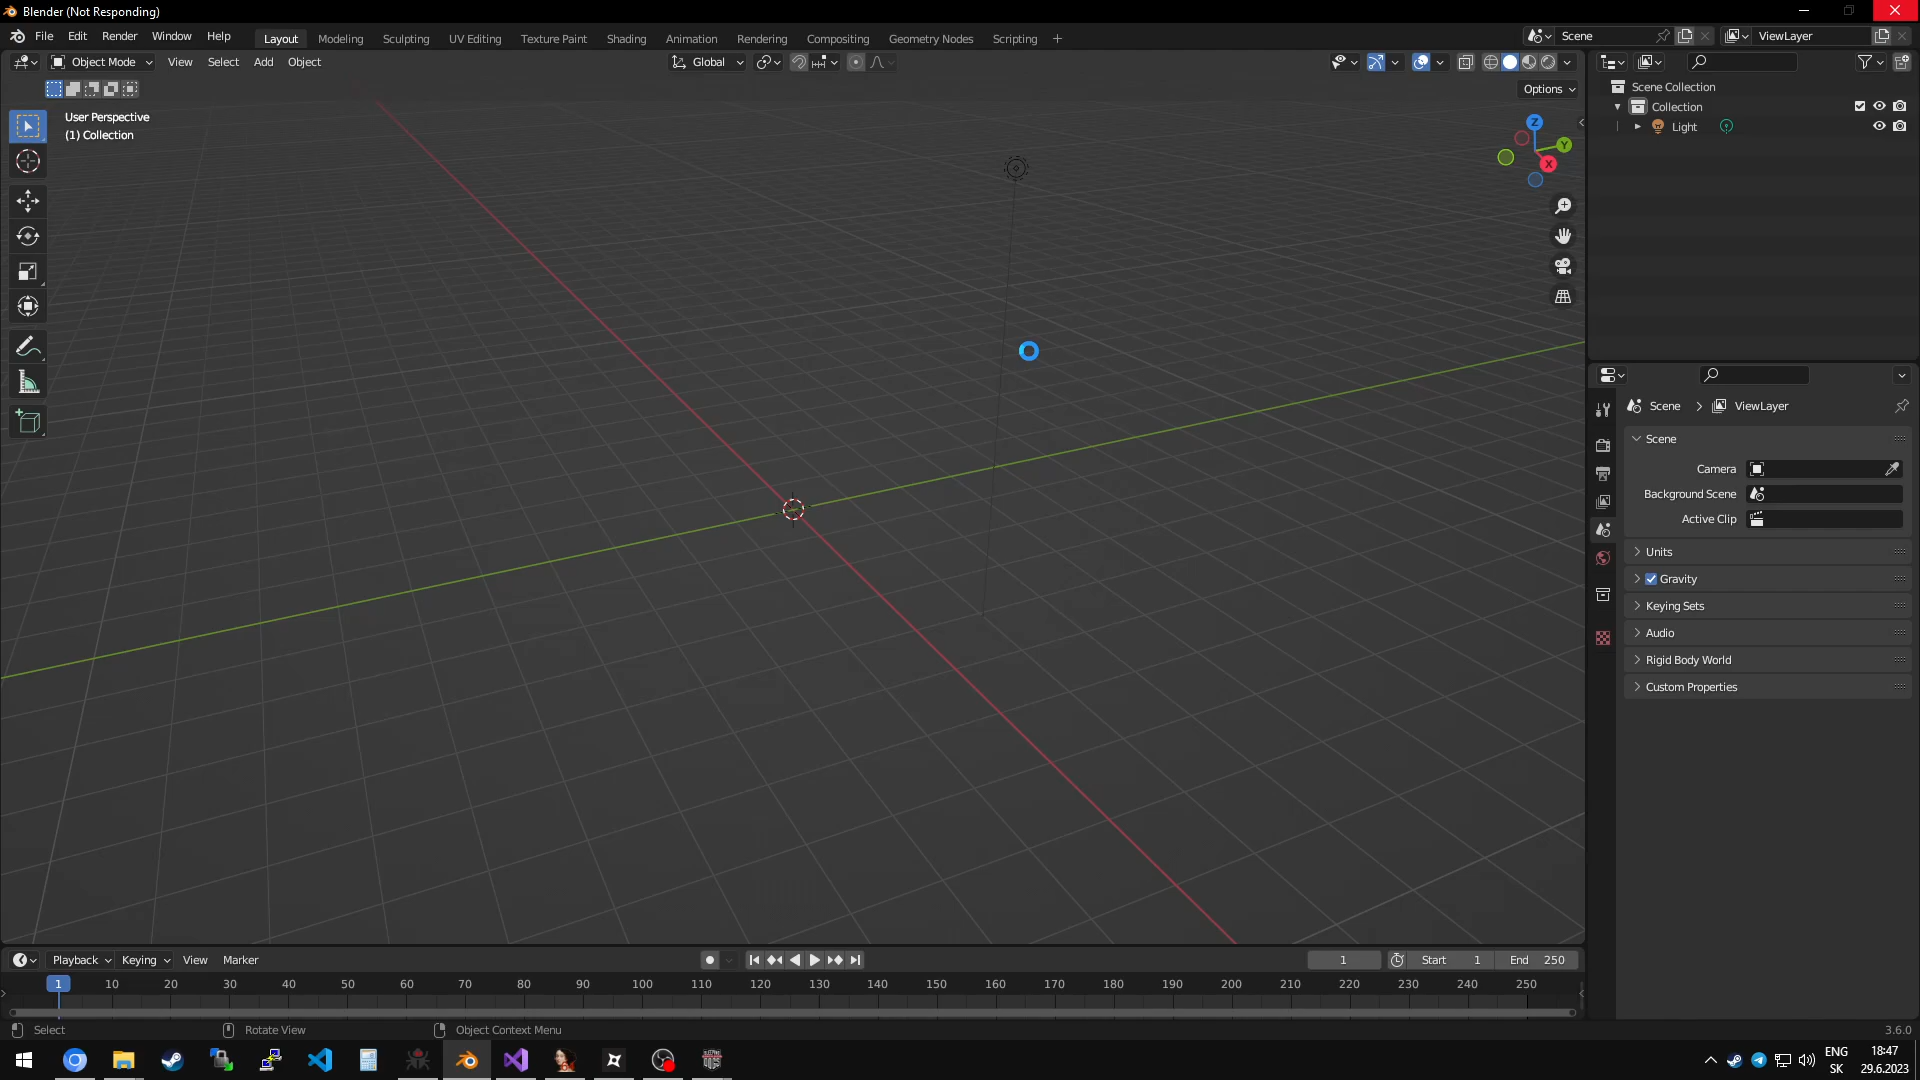 Blender (Not Responding)
File Edit Render Window Help
Layout Modeling Sculpting UV Editing Texture Paint Shading Animation Rendering Compositing Geometry Nodes Scripting +
Scene
ViewLayer
Object Mode View Select Add Object
Global
Options
User Perspective
(1) Collection
Z
Y
X
Scene Collection
Collection
Light
Scene > ViewLayer
Scene
Camera
Background Scene
Active Clip
Units
Gravity
Keying Sets
Audio
Rigid Body World
Custom Properties
Playback Keying View Marker
1
Start 1
End 250
1 10 20 30 40 50 60 70 80 90 100 110 120 130 140 150 160 170 180 190 200 210 220 230 240 250
Select
Rotate View
Object Context Menu
3.6.0
ENG
SK
18:47
29.6.2023